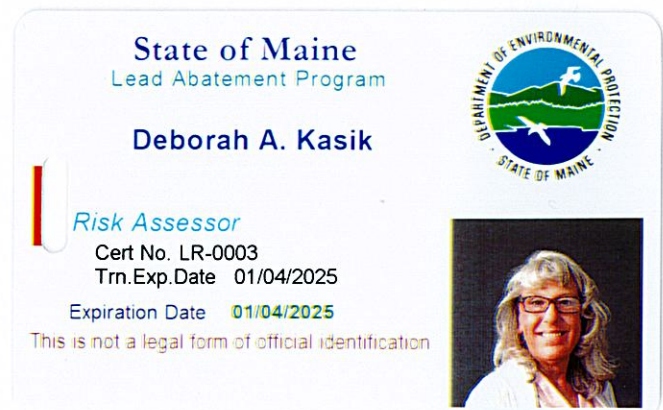 State of Maine
Lead Abatement Program
DEPARTMENT OF ENVIRONMENTAL PROTECTION
· STATE OF MAINE ·
Deborah A. Kasik
Risk Assessor
Cert No. LR-0003
Trn.Exp.Date 01/04/2025
Expiration Date 01/04/2025
This is not a legal form of official identification